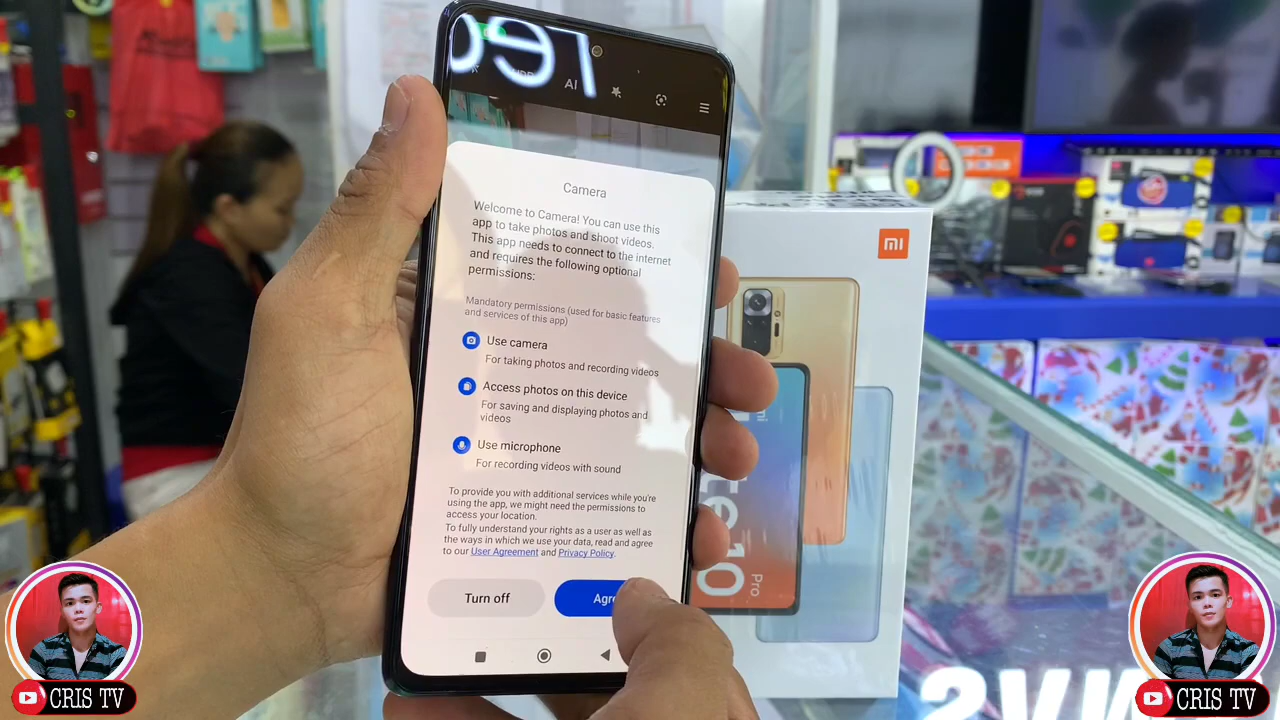 AI
Camera
Welcome to Camera! You can use this
app to take photos and shoot videos.
This app needs to connect to the internet
and requires the following optional
permissions:
Mandatory permissions (used for basic features
and services of this app)
Use camera
For taking photos and recording videos
Access photos on this device
For saving and displaying photos and
videos
Use microphone
For recording videos with sound
To provide you with additional services while you're
using the app, we might need the permissions to
access your location.
To fully understand your rights as a user as well as
the ways in which we use your data, read and agree
to our User Agreement and Privacy Policy.
Turn off
mi
10
Pro
CRIS TV
CRIS TV